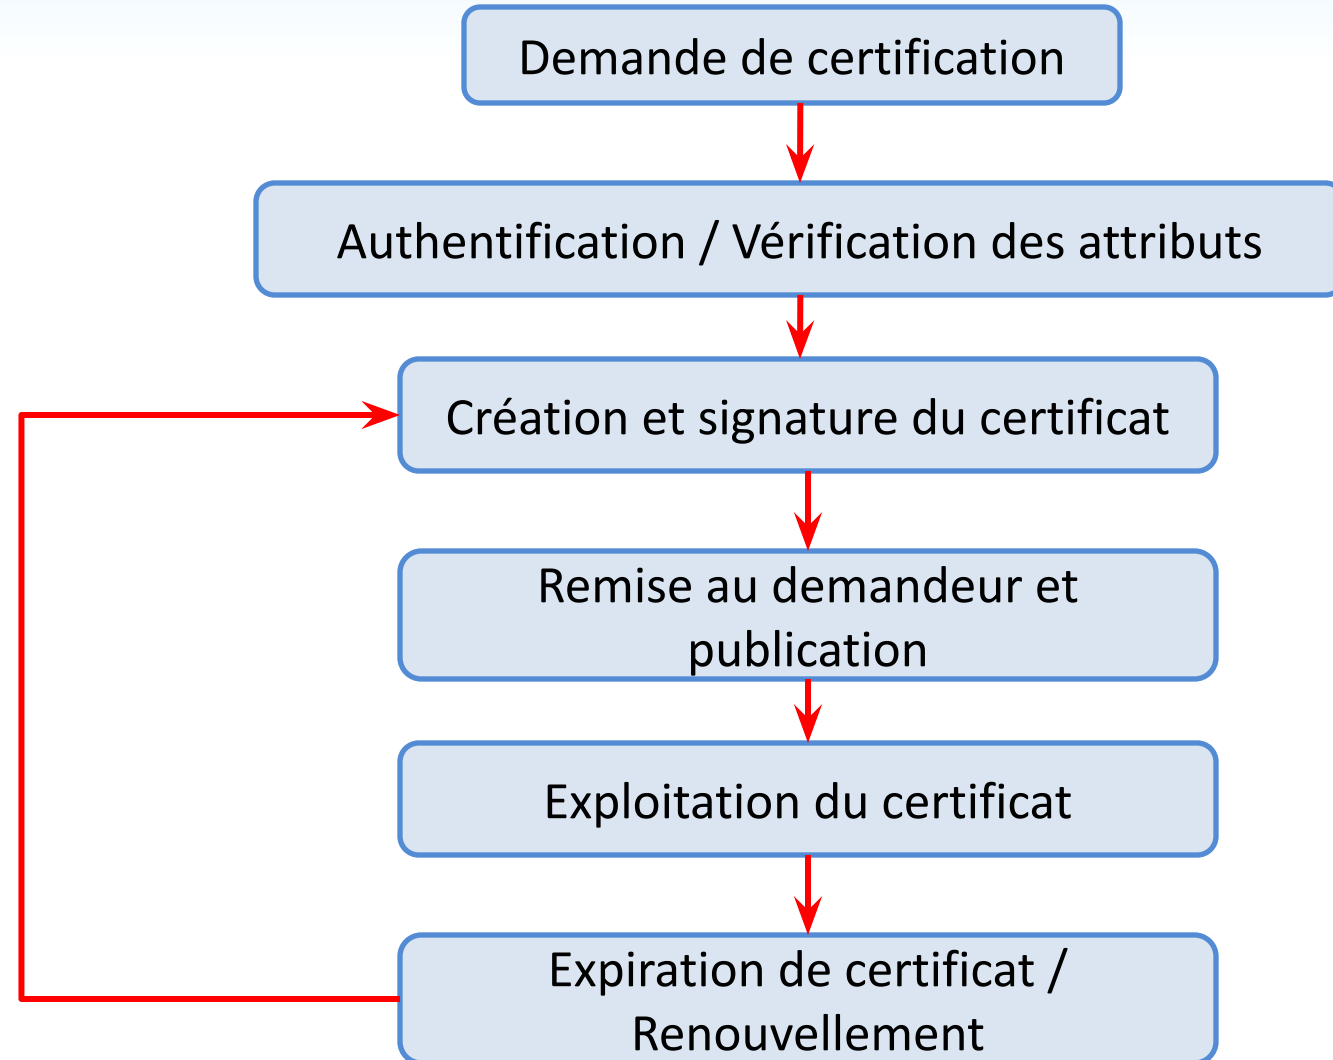 Demande de certification
Authentification / Vérification des attributs
Création et signature du certificat
Remise au demandeur et
publication
Exploitation du certificat
Expiration de certificat /
Renouvellement